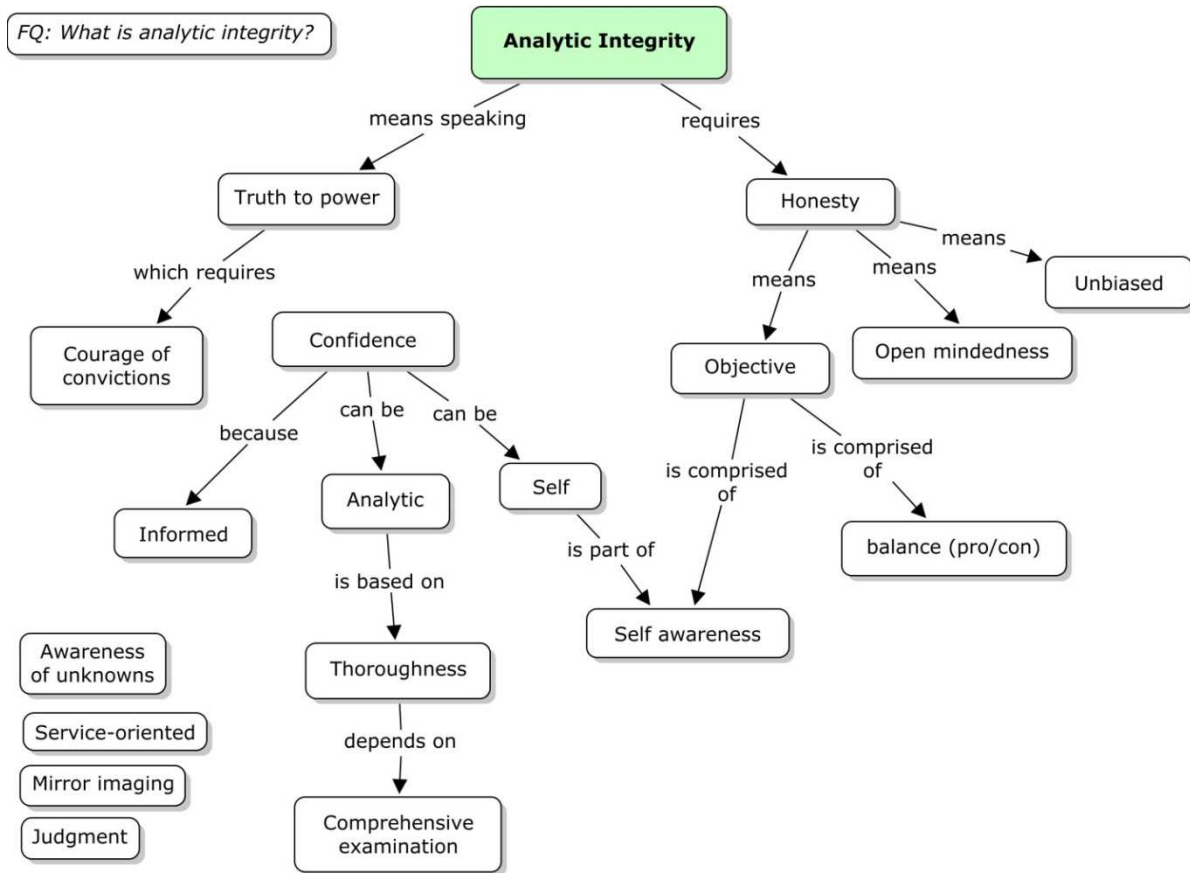 FQ: What is analytic integrity?
Analytic Integrity
means speaking
requires
Truth to power
Honesty
which requires
means
means
means
Unbiased
Courage of
convictions
Confidence
Objective
Open mindedness
because
can be
can be
is comprised
of
is comprised
of
Informed
Analytic
Self
balance (pro/con)
is based on
is part of
Self awareness
Awareness
of unknowns
Thoroughness
Service-oriented
depends on
Mirror imaging
Judgment
Comprehensive
examination